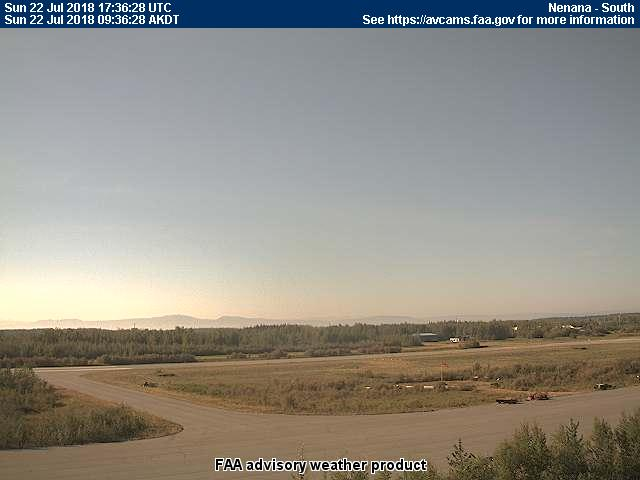 Sun 22 Jul 2018 17:36:28 UTC Nenana - South
Sun 22 Jul 2018 09:36:28 AKDT See https://avcams.faa.gov for more information
FAA advisory weather product